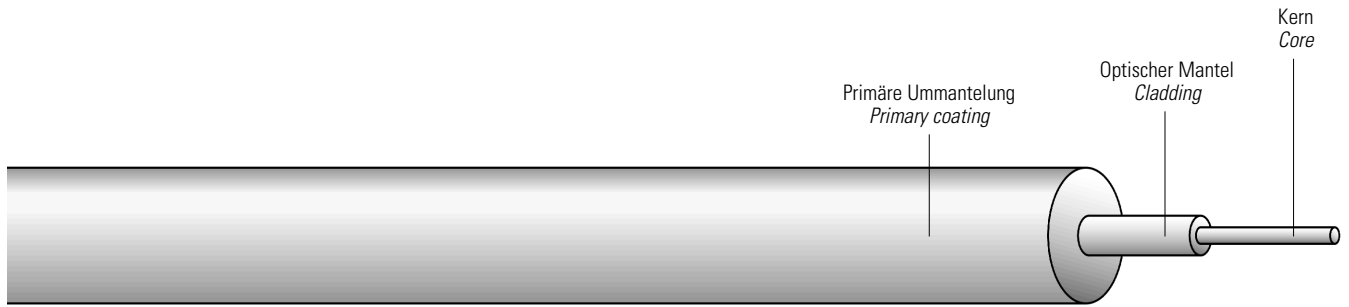 Kern
Core
Optischer Mantel
Cladding
Primäre Ummantelung
Primary coating